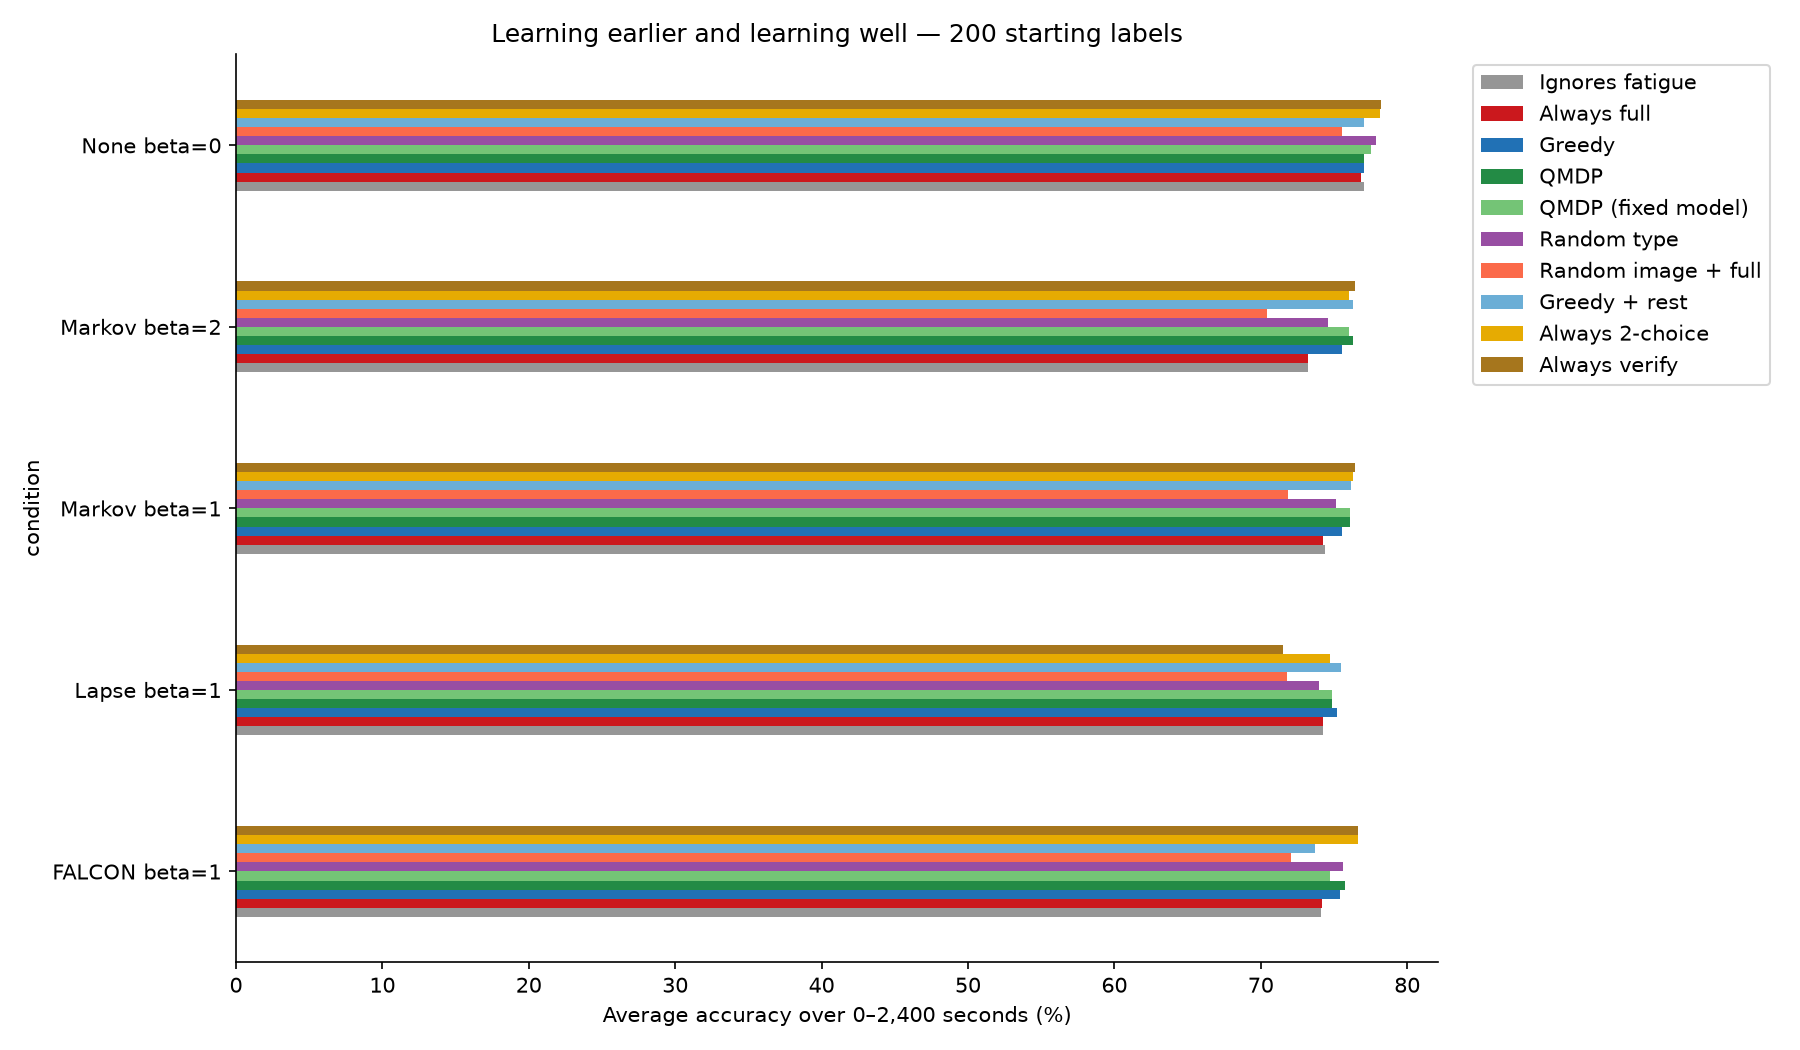 Learning earlier and learning well — 200 starting labels
None beta=0
Markov beta=2
Markov beta=1
Lapse beta=1
FALCON beta=1
condition
0 10 20 30 40 50 60 70 80
Average accuracy over 0–2,400 seconds (%)
Ignores fatigue
Always full
Greedy
QMDP
QMDP (fixed model)
Random type
Random image + full
Greedy + rest
Always 2-choice
Always verify